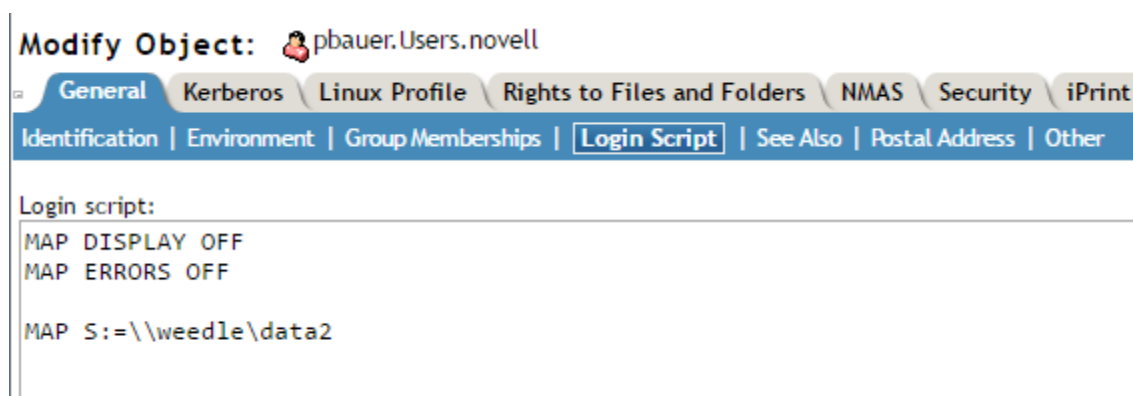 Modify Object: pbauer.Users.novell
General Kerberos Linux Profile Rights to Files and Folders NMAS Security iPrint
Identification | Environment | Group Memberships | Login Script | See Also | Postal Address | Other
Login script:
MAP DISPLAY OFF
MAP ERRORS OFF
MAP S:=\\weedle\data2